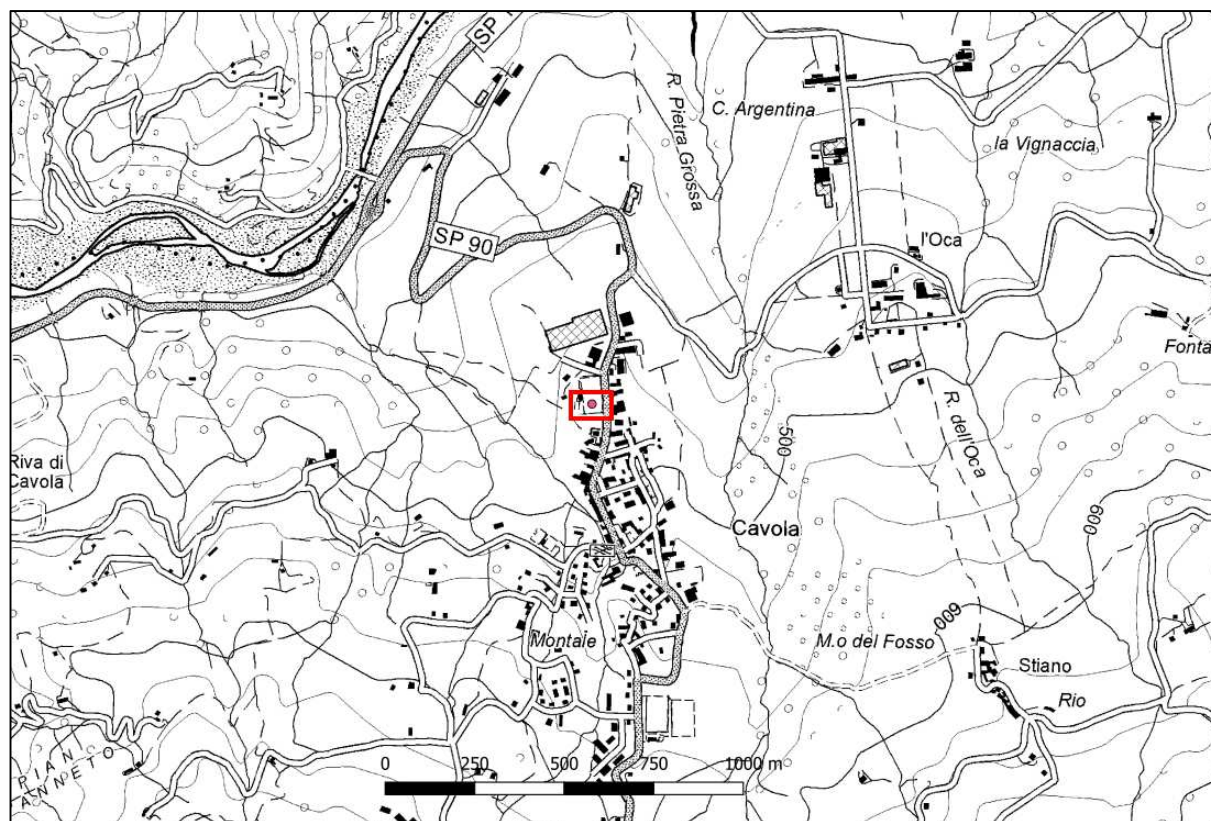 SP
R. Pietra Grossa
C. Argentina
la Vignaccia
SP 90
l'Oca
Fonta
R. dell'Oca
500
Riva di
Cavola
600
Cavola
600
Montale
M.o del Fosso
Stiano
Rio
PIANI
ANNETO
0 250 500 750 1000 m